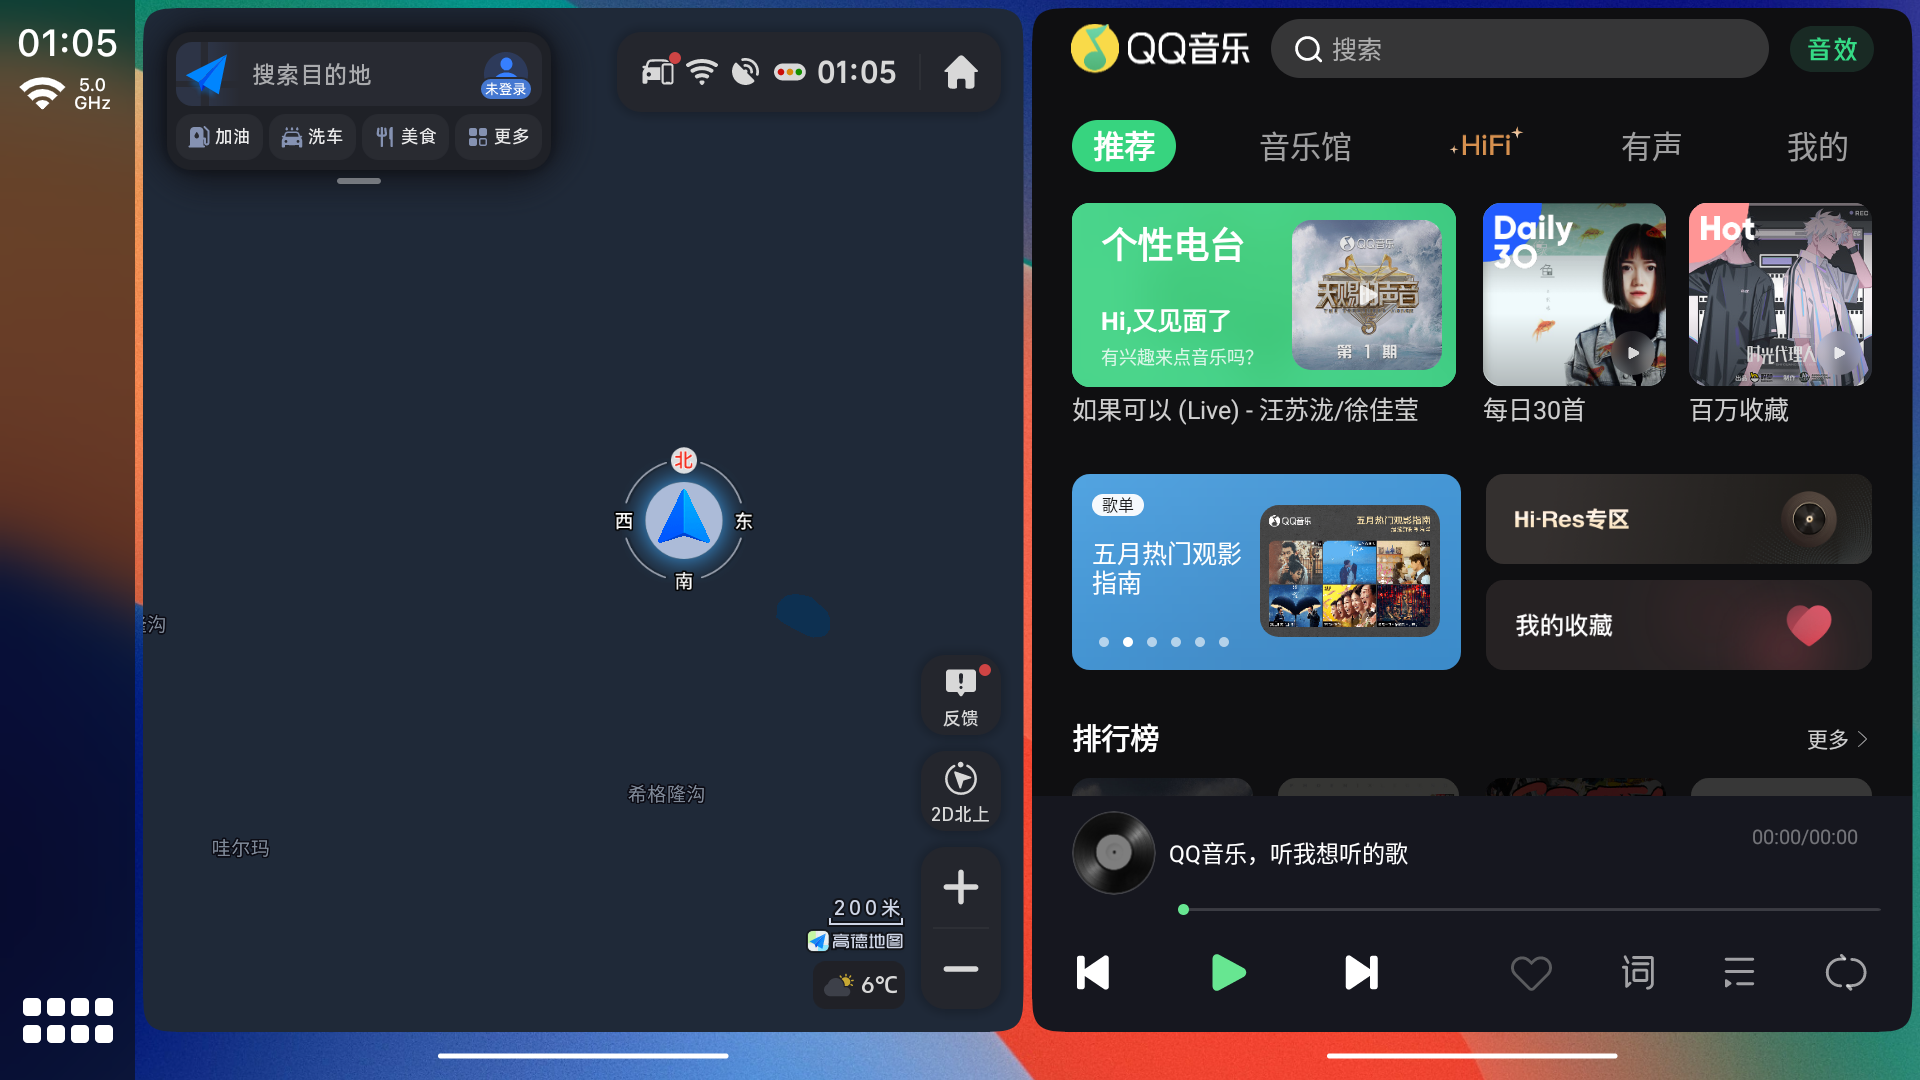 01:05
5.0
GHz
搜索目的地
未登录
加油
洗车
美食
更多
01:05
北
西
东
南
隆沟
希格隆沟
哇尔玛
反馈
2D北上
200米
高德地图
6℃
QQ音乐
搜索
音效
推荐
音乐馆
HiFi
有声
我的
个性电台
Hi,又见面了
有兴趣来点音乐吗?
QQ音乐
天赐的声音
第 1 期
Daily
30
鱼
Hot
REC
时光代理人
如果可以 (Live) - 汪苏泷/徐佳莹
每日30首
百万收藏
歌单
五月热门观影
指南
QQ音乐
五月热门观影指南
Hi-Res专区
我的收藏
排行榜
更多
QQ音乐，听我想听的歌
00:00/00:00
词